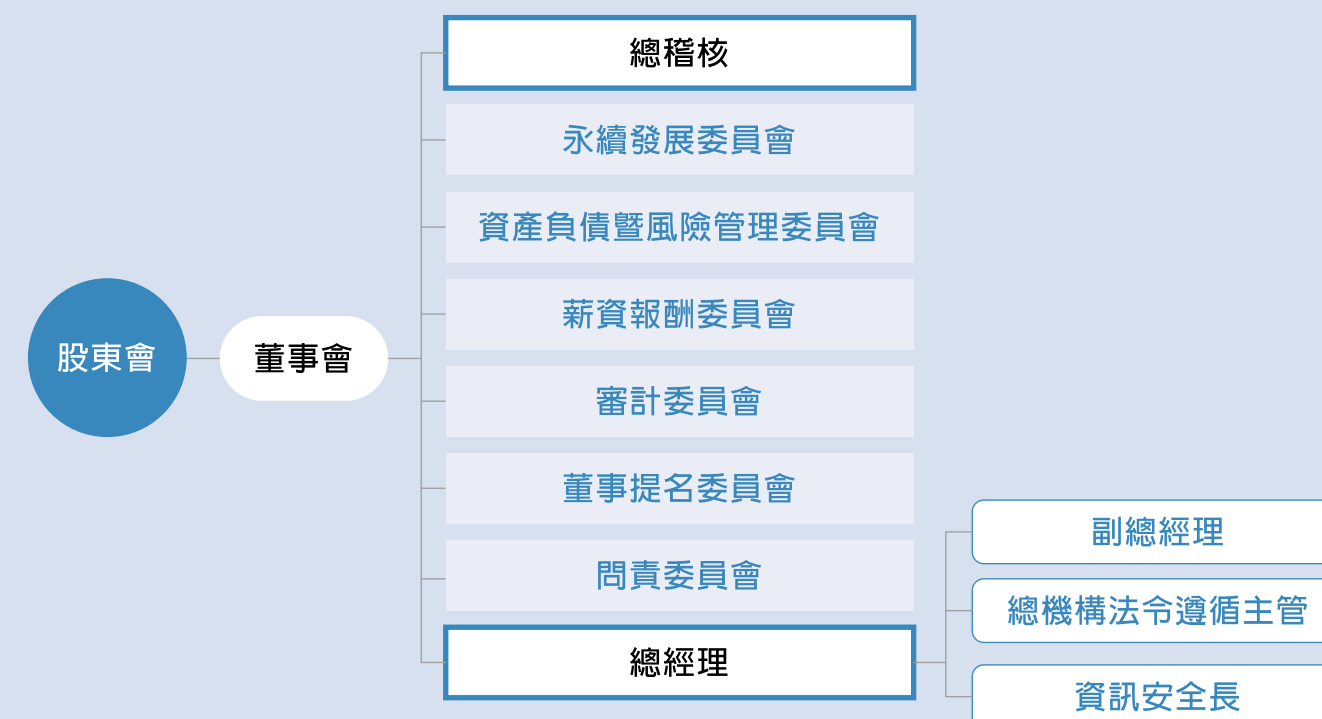 股東會
董事會
總稽核
永續發展委員會
資產負債暨風險管理委員會
薪資報酬委員會
審計委員會
董事提名委員會
問責委員會
總經理
副總經理
總機構法令遵循主管
資訊安全長